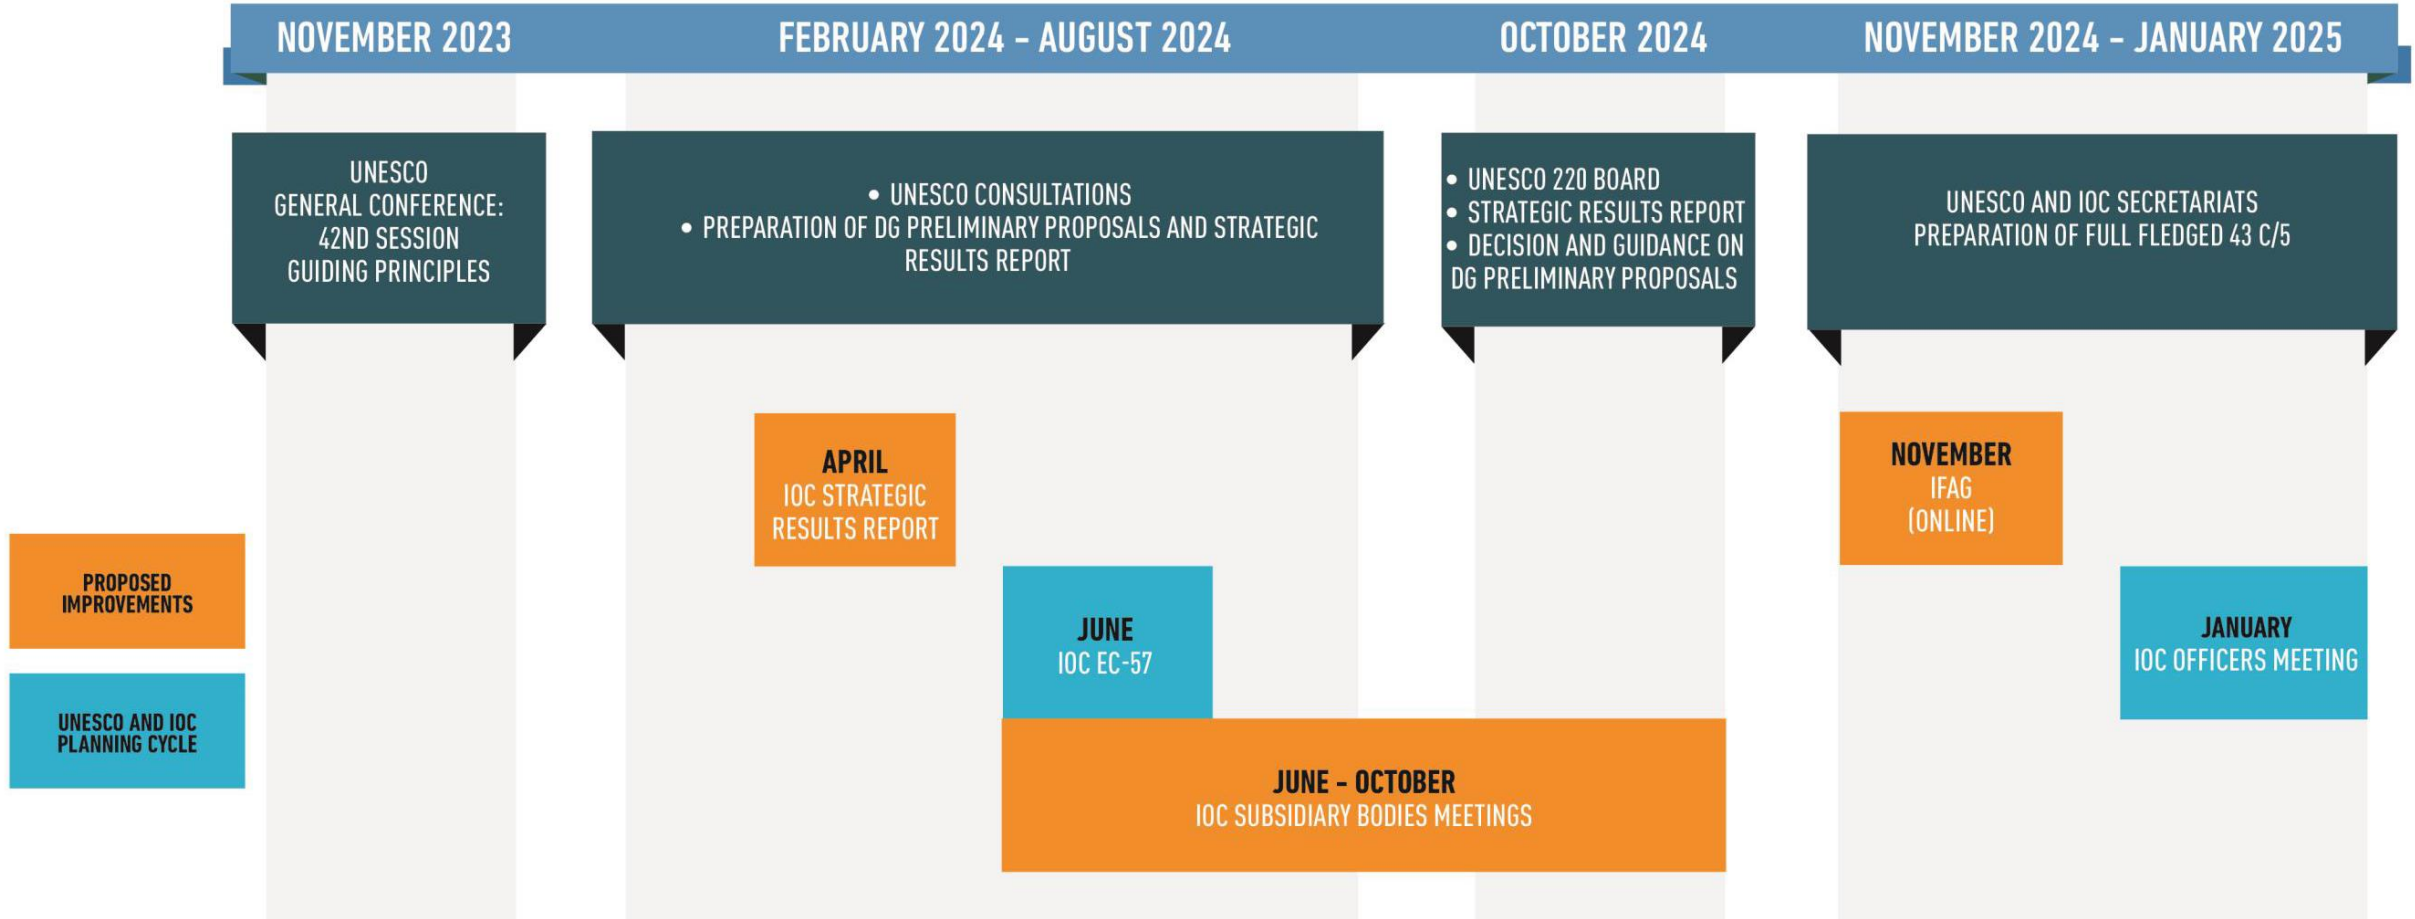 NOVEMBER 2023
FEBRUARY 2024 – AUGUST 2024
OCTOBER 2024
NOVEMBER 2024 – JANUARY 2025
UNESCO
GENERAL CONFERENCE:
42ND SESSION
GUIDING PRINCIPLES
• UNESCO CONSULTATIONS
• PREPARATION OF DG PRELIMINARY PROPOSALS AND STRATEGIC
RESULTS REPORT
• UNESCO 220 BOARD
• STRATEGIC RESULTS REPORT
• DECISION AND GUIDANCE ON
DG PRELIMINARY PROPOSALS
UNESCO AND IOC SECRETARIATS
PREPARATION OF FULL FLEDGED 43 C/5
APRIL
IOC STRATEGIC
RESULTS REPORT
NOVEMBER
IFAG
(ONLINE)
PROPOSED
IMPROVEMENTS
JUNE
IOC EC-57
JANUARY
IOC OFFICERS MEETING
UNESCO AND IOC
PLANNING CYCLE
JUNE – OCTOBER
IOC SUBSIDIARY BODIES MEETINGS